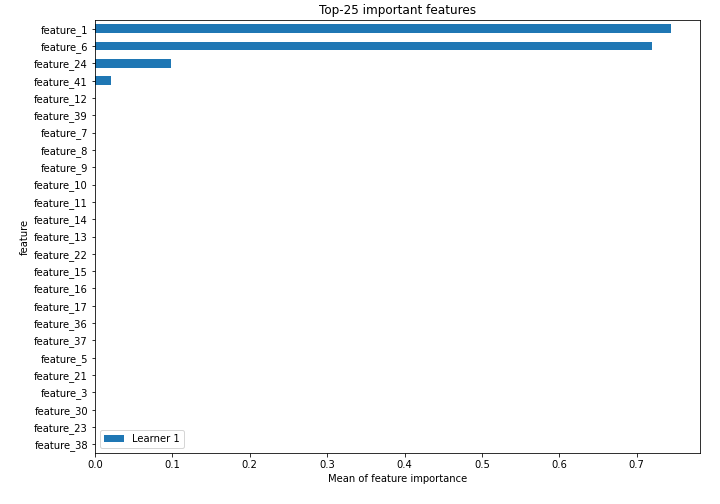 Top-25 important features
feature_1
feature_6
feature_24
feature_41
feature_12
feature_39
feature_7
feature_8
feature_9
feature_10
feature_11
feature_14
feature_13
feature_22
feature_15
feature_16
feature_17
feature_36
feature_37
feature_5
feature_21
feature_3
feature_30
feature_23
feature_38
feature
Learner 1
0.0 0.1 0.2 0.3 0.4 0.5 0.6 0.7
Mean of feature importance